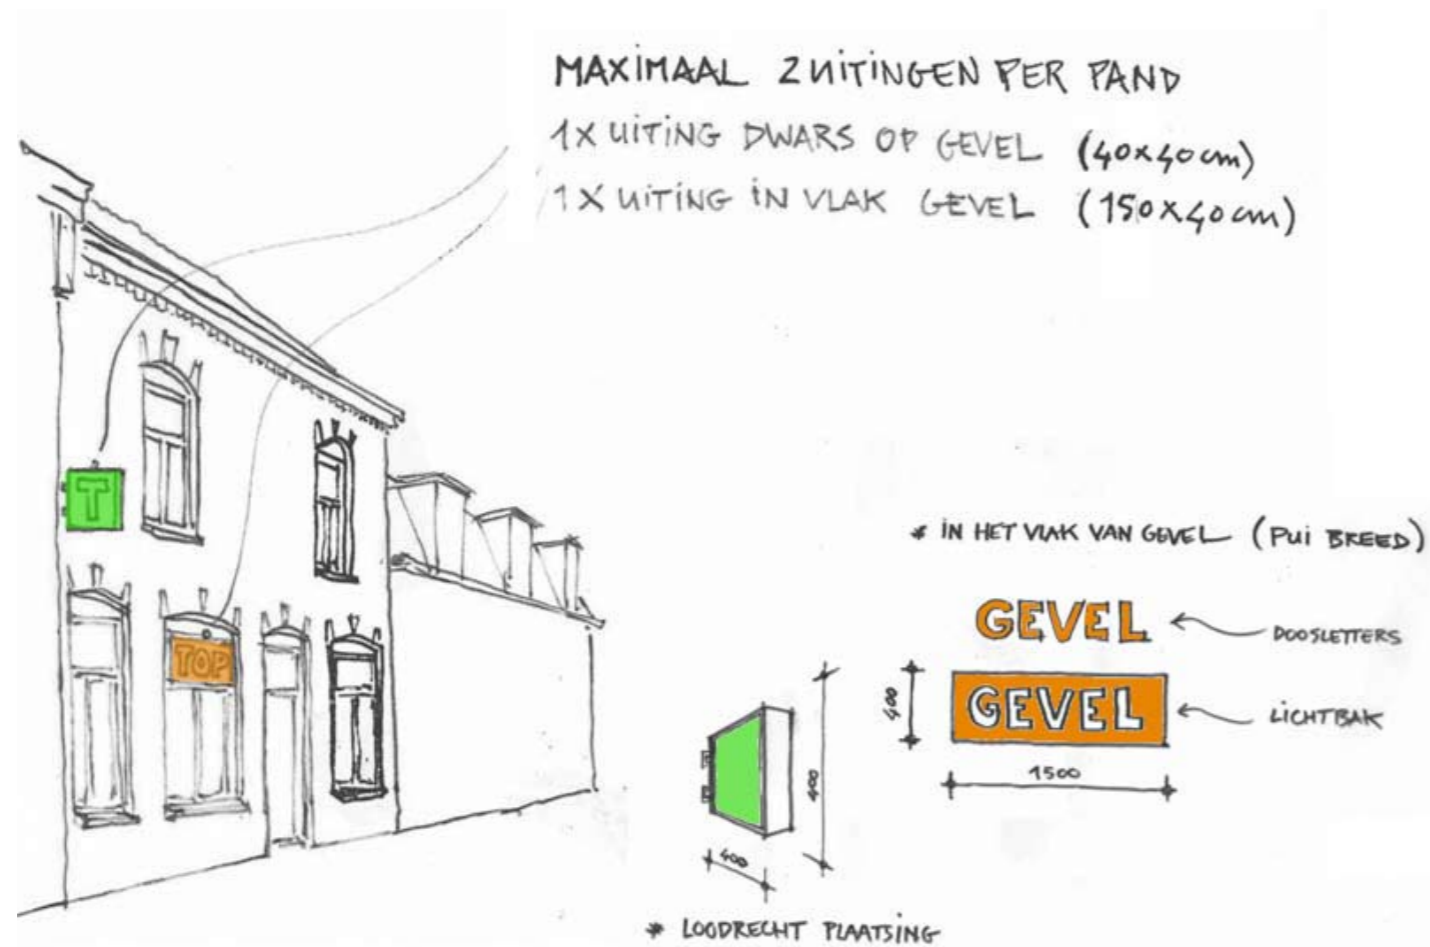 MAXIMAAL 2 UITINGEN PER PAND
1X UITING DWARS OP GEVEL (40x40cm)
1X UITING IN VLAK GEVEL (150x40cm)
T
TOP
* IN HET VLAK VAN GEVEL (PUI BREED)
GEVEL
DOOSLETTERS
400
GEVEL
LICHTBAK
1500
400
400
* LOODRECHT PLAATSING